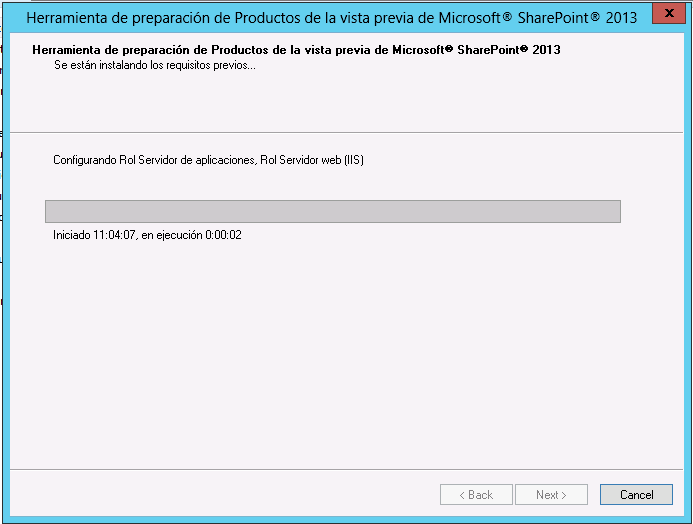 Herramienta de preparación de Productos de la vista previa de Microsoft® SharePoint® 2013
x
Herramienta de preparación de Productos de la vista previa de Microsoft® SharePoint® 2013
Se están instalando los requisitos previos...
Configurando Rol Servidor de aplicaciones, Rol Servidor web (IIS)
Iniciado 11:04:07, en ejecución 0:00:02
< Back Next > Cancel